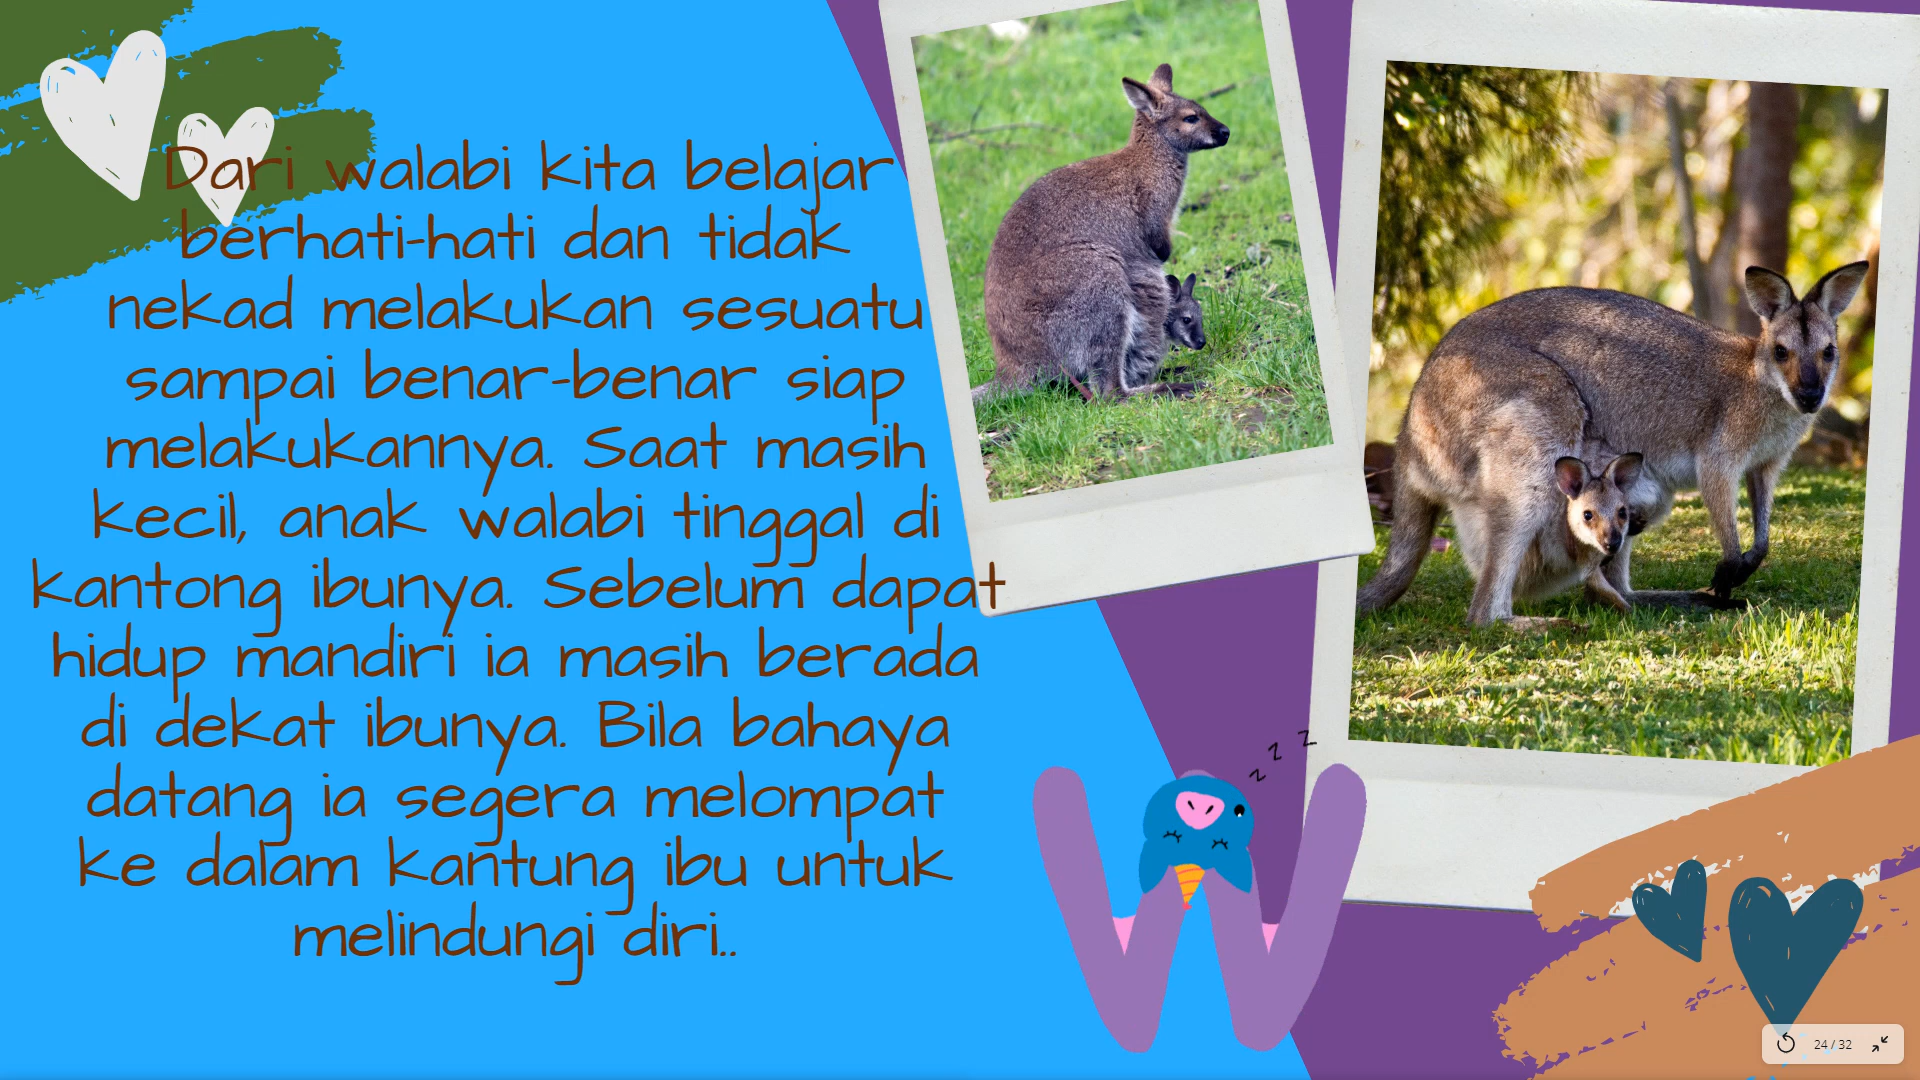 Dari walabi kita belajar
berhati-hati dan tidak
nekad melakukan sesuatu
sampai benar-benar siap
melakukannya. Saat masih
kecil, anak walabi tinggal di
kantong ibunya. Sebelum dapat
hidup mandiri ia masih berada
di dekat ibunya. Bila bahaya
datang ia segera melompat
ke dalam kantung ibu untuk
melindungi diri..
z z z
W
24 / 32